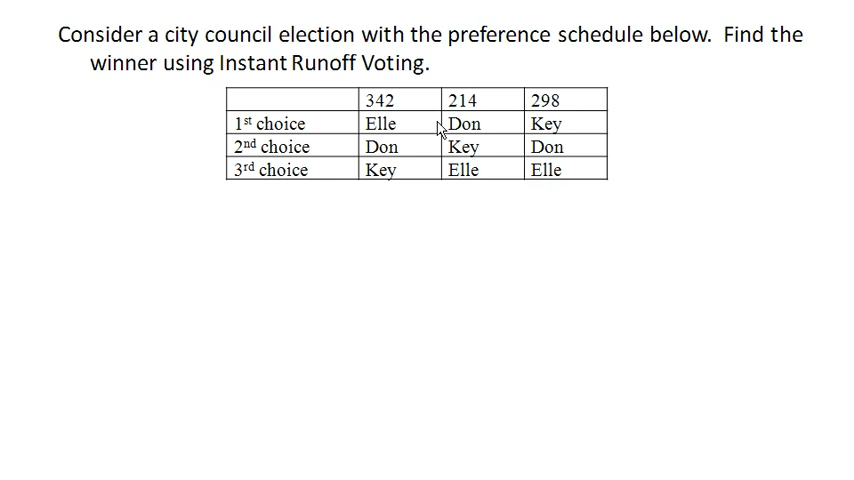 Consider a city council election with the preference schedule below.  Find the
winner using Instant Runoff Voting.
342 214 298
1st choice Elle Don Key
2nd choice Don Key Don
3rd choice Key Elle Elle